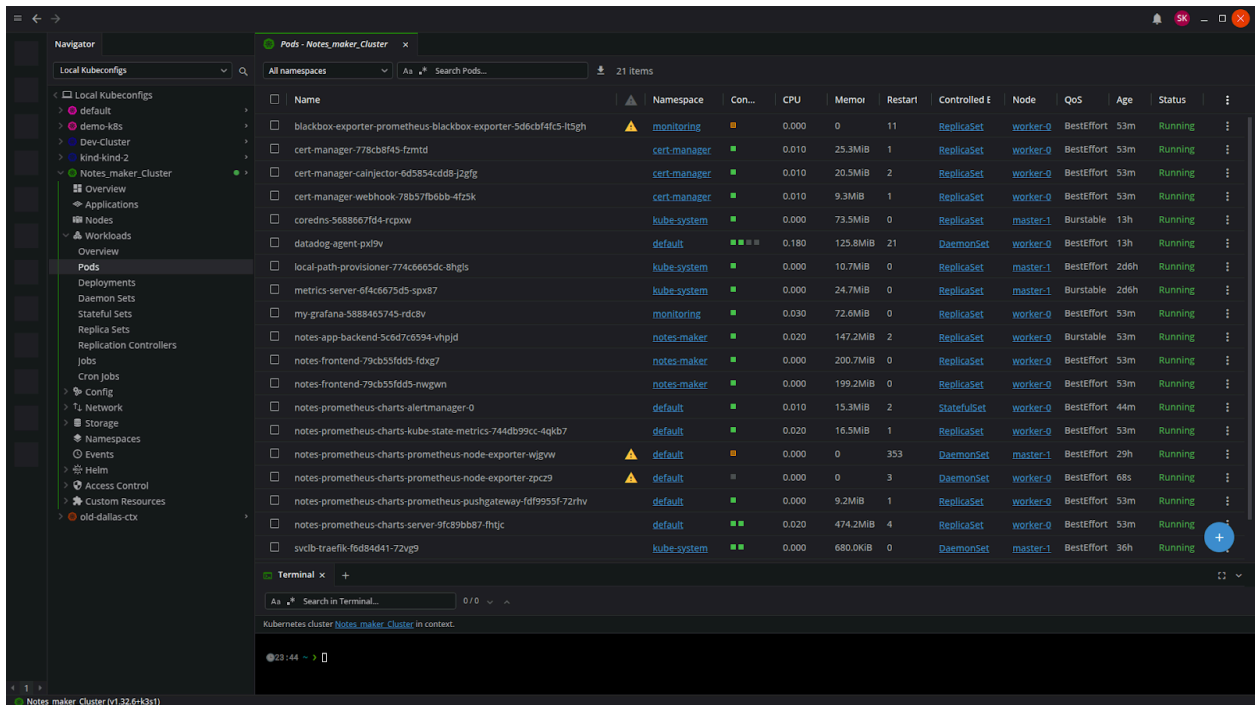 SK
Navigator
Pods - Notes_maker_Cluster
Local Kubeconfigs
All namespaces Aa .* Search Pods... 21 items
Local Kubeconfigs
default
demo-k8s
Dev-Cluster
kind-kind-2
Notes_maker_Cluster
Overview
Applications
Nodes
Workloads
Overview
Pods
Deployments
Daemon Sets
Stateful Sets
Replica Sets
Replication Controllers
Jobs
Cron Jobs
Config
Network
Storage
Namespaces
Events
Helm
Access Control
Custom Resources
old-dallas-ctx
Name Namespace Con... CPU Memor Restart Controlled E Node QoS Age Status
blackbox-exporter-prometheus-blackbox-exporter-5d6cbf4fc5-lt5gh monitoring 0.000 0 11 ReplicaSet worker-0 BestEffort 53m Running
cert-manager-778cb8f45-fzmtd cert-manager 0.010 25.3MiB 1 ReplicaSet worker-0 BestEffort 53m Running
cert-manager-cainjector-6d5854cdd8-j2gfg cert-manager 0.010 20.5MiB 2 ReplicaSet worker-0 BestEffort 53m Running
cert-manager-webhook-78b57fb6bb-4fz5k cert-manager 0.010 9.3MiB 1 ReplicaSet worker-0 BestEffort 53m Running
coredns-5688667fd4-rcpxw kube-system 0.000 73.5MiB 0 ReplicaSet master-1 Burstable 13h Running
datadog-agent-pxl9v default 0.180 125.8MiB 21 DaemonSet worker-0 BestEffort 13h Running
local-path-provisioner-774c6665dc-8hgls kube-system 0.000 10.7MiB 0 ReplicaSet master-1 BestEffort 2d6h Running
metrics-server-6f4c6675d5-spx87 kube-system 0.000 24.7MiB 0 ReplicaSet master-1 Burstable 2d6h Running
my-grafana-5888465745-rdc8v monitoring 0.030 72.6MiB 0 ReplicaSet worker-0 BestEffort 53m Running
notes-app-backend-5c6d7c6594-vhpjd notes-maker 0.020 147.2MiB 2 ReplicaSet worker-0 Burstable 53m Running
notes-frontend-79cb55fdd5-fdxg7 notes-maker 0.000 200.7MiB 0 ReplicaSet worker-0 BestEffort 53m Running
notes-frontend-79cb55fdd5-nwgwn notes-maker 0.000 199.2MiB 0 ReplicaSet worker-0 BestEffort 53m Running
notes-prometheus-charts-alertmanager-0 default 0.010 15.3MiB 2 StatefulSet worker-0 BestEffort 44m Running
notes-prometheus-charts-kube-state-metrics-744db99cc-4qkb7 default 0.020 16.5MiB 1 ReplicaSet worker-0 BestEffort 53m Running
notes-prometheus-charts-prometheus-node-exporter-wjgvw default 0.000 0 353 DaemonSet master-1 BestEffort 29h Running
notes-prometheus-charts-prometheus-node-exporter-zpc29 default 0.000 0 3 DaemonSet worker-0 BestEffort 68s Running
notes-prometheus-charts-prometheus-pushgateway-fdf9955f-72rhv default 0.000 9.2MiB 1 ReplicaSet worker-0 BestEffort 53m Running
notes-prometheus-charts-server-9fc89bb87-fhtjc default 0.020 474.2MiB 4 ReplicaSet worker-0 BestEffort 53m Running
svclb-traefik-f6d84d41-72vg9 kube-system 0.000 680.0KiB 0 DaemonSet master-1 BestEffort 36h Running
Terminal
Aa .* Search in Terminal... 0/0
Kubernetes cluster Notes_maker_Cluster in context.
23:44 ~ ❯
1
Notes_maker_Cluster (v1.32.6+k3s1)